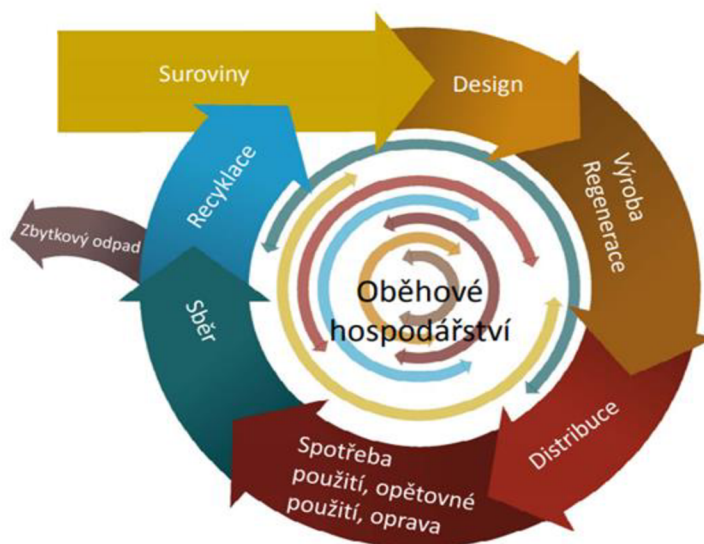 Suroviny
Design
Výroba
Regenerace
Distribuce
Spotřeba
použití, opětovné
použití, oprava
Sběr
Zbytkový odpad
Recyklace
Oběhové
hospodářství